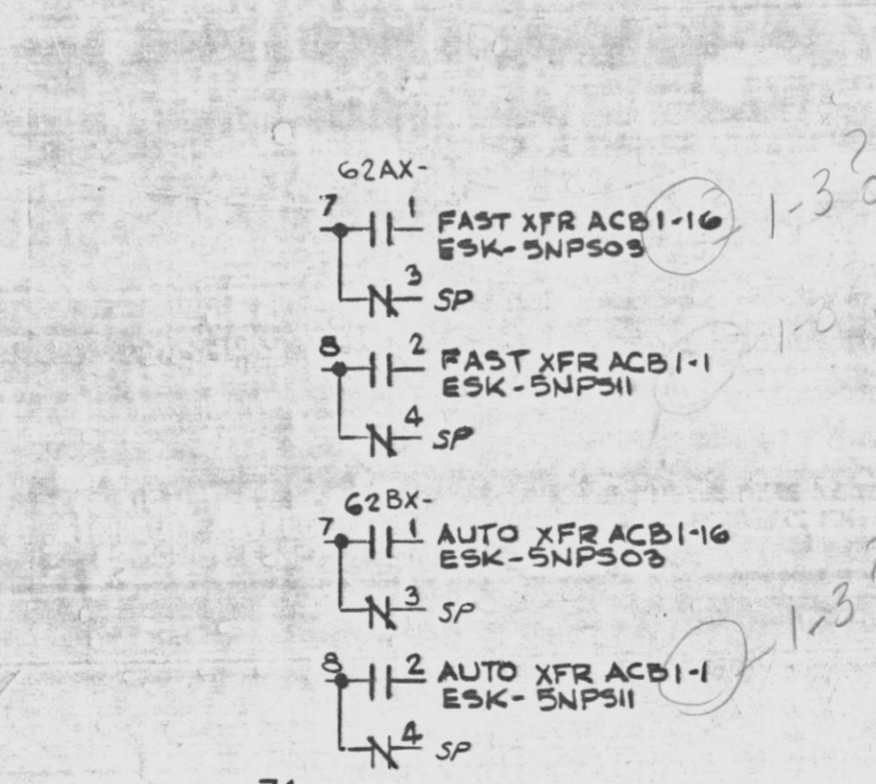 62AX-
7 1 FAST XFR ACB1-16
ESK-5NPS03
1-3?
3 SP
8 2 FAST XFR ACB1-1
ESK-5NPS11
4 SP
62BX-
7 1 AUTO XFR ACB1-16
ESK-5NPS03
3 SP
8 2 AUTO XFR ACB1-1
ESK-5NPS11
1-3?
4 SP